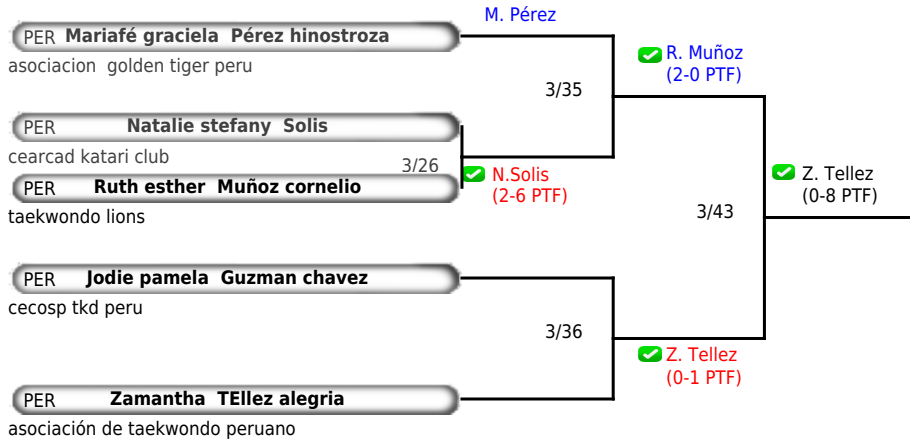 M. Pérez
PER Mariafé graciela Pérez hinostroza
asociacion golden tiger peru
R. Muñoz
(2-0 PTF)
3/35
PER Natalie stefany Solis
cearcad katari club
3/26
N.Solis
(2-6 PTF)
PER Ruth esther Muñoz cornelio
taekwondo lions
Z. Tellez
(0-8 PTF)
3/43
PER Jodie pamela Guzman chavez
cecosp tkd peru
3/36
Z. Tellez
(0-1 PTF)
PER Zamantha TEllez alegria
asociación de taekwondo peruano